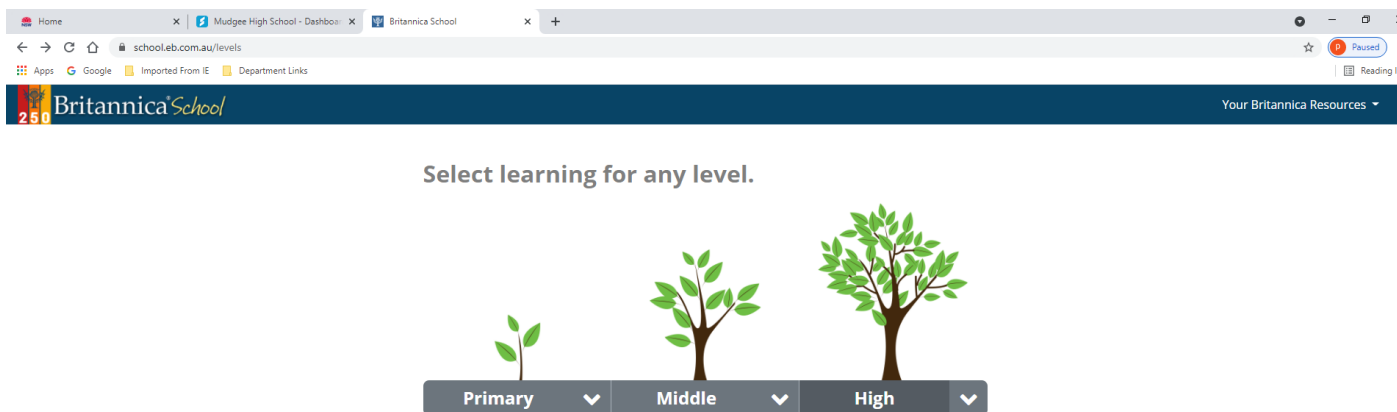 Home
Mudgee High School - Dashboar
Britannica School
school.eb.com.au/levels
P Paused
Apps Google Imported From IE Department Links
Reading l
250 Britannica School
Your Britannica Resources
Select learning for any level.
Primary Middle High